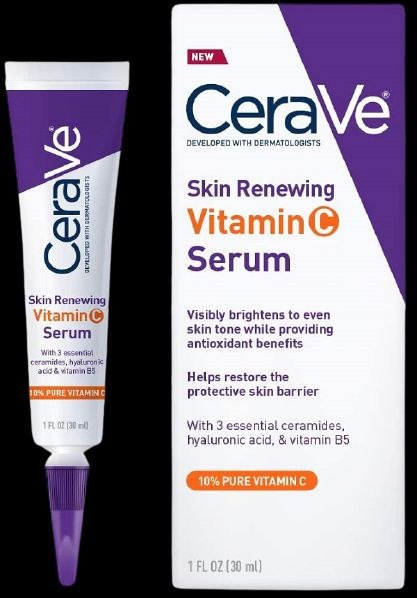 CeraVe
DEVELOPED WITH DERMATOLOGISTS
Skin Renewing
Vitamin C
Serum
With 3 essential
ceramides, hyaluronic
acid & vitamin B5
10% PURE VITAMIN C
1 FL OZ (30 ml)
NEW
CeraVe®
DEVELOPED WITH DERMATOLOGISTS
Skin Renewing
Vitamin C
Serum
Visibly brightens to even
skin tone while providing
antioxidant benefits
Helps restore the
protective skin barrier
With 3 essential ceramides,
hyaluronic acid, & vitamin B5
10% PURE VITAMIN C
1 FL OZ (30 ml)